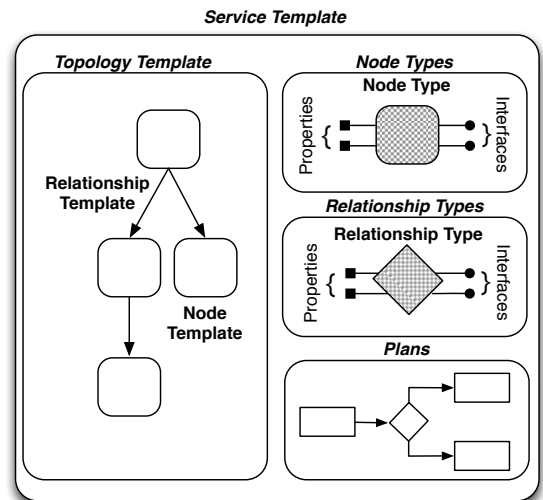 Service Template
Topology Template
Relationship
Template
Node
Template
Node Types
Node Type
Properties
{
}
Interfaces
Relationship Types
Relationship Type
Properties
{
}
Interfaces
Plans